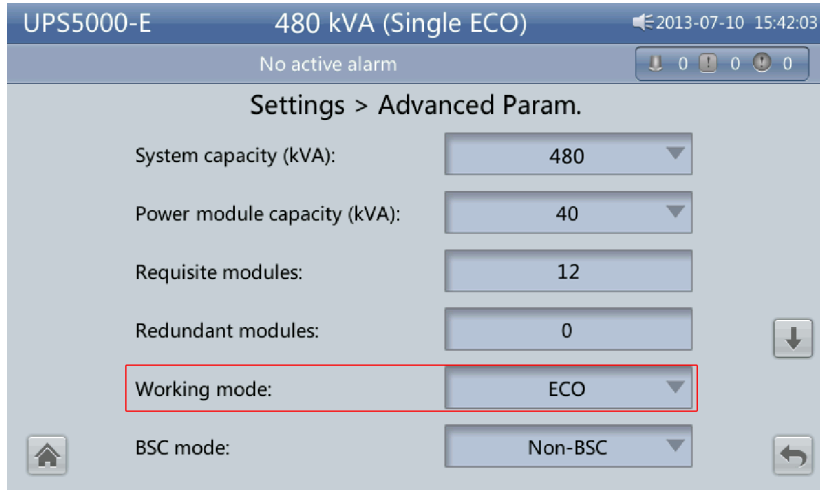 UPS5000-E 480 kVA (Single ECO) 2013-07-10 15:42:03
No active alarm 0 0 0
Settings > Advanced Param.
System capacity (kVA): 480
Power module capacity (kVA): 40
Requisite modules: 12
Redundant modules: 0
Working mode: ECO
BSC mode: Non-BSC